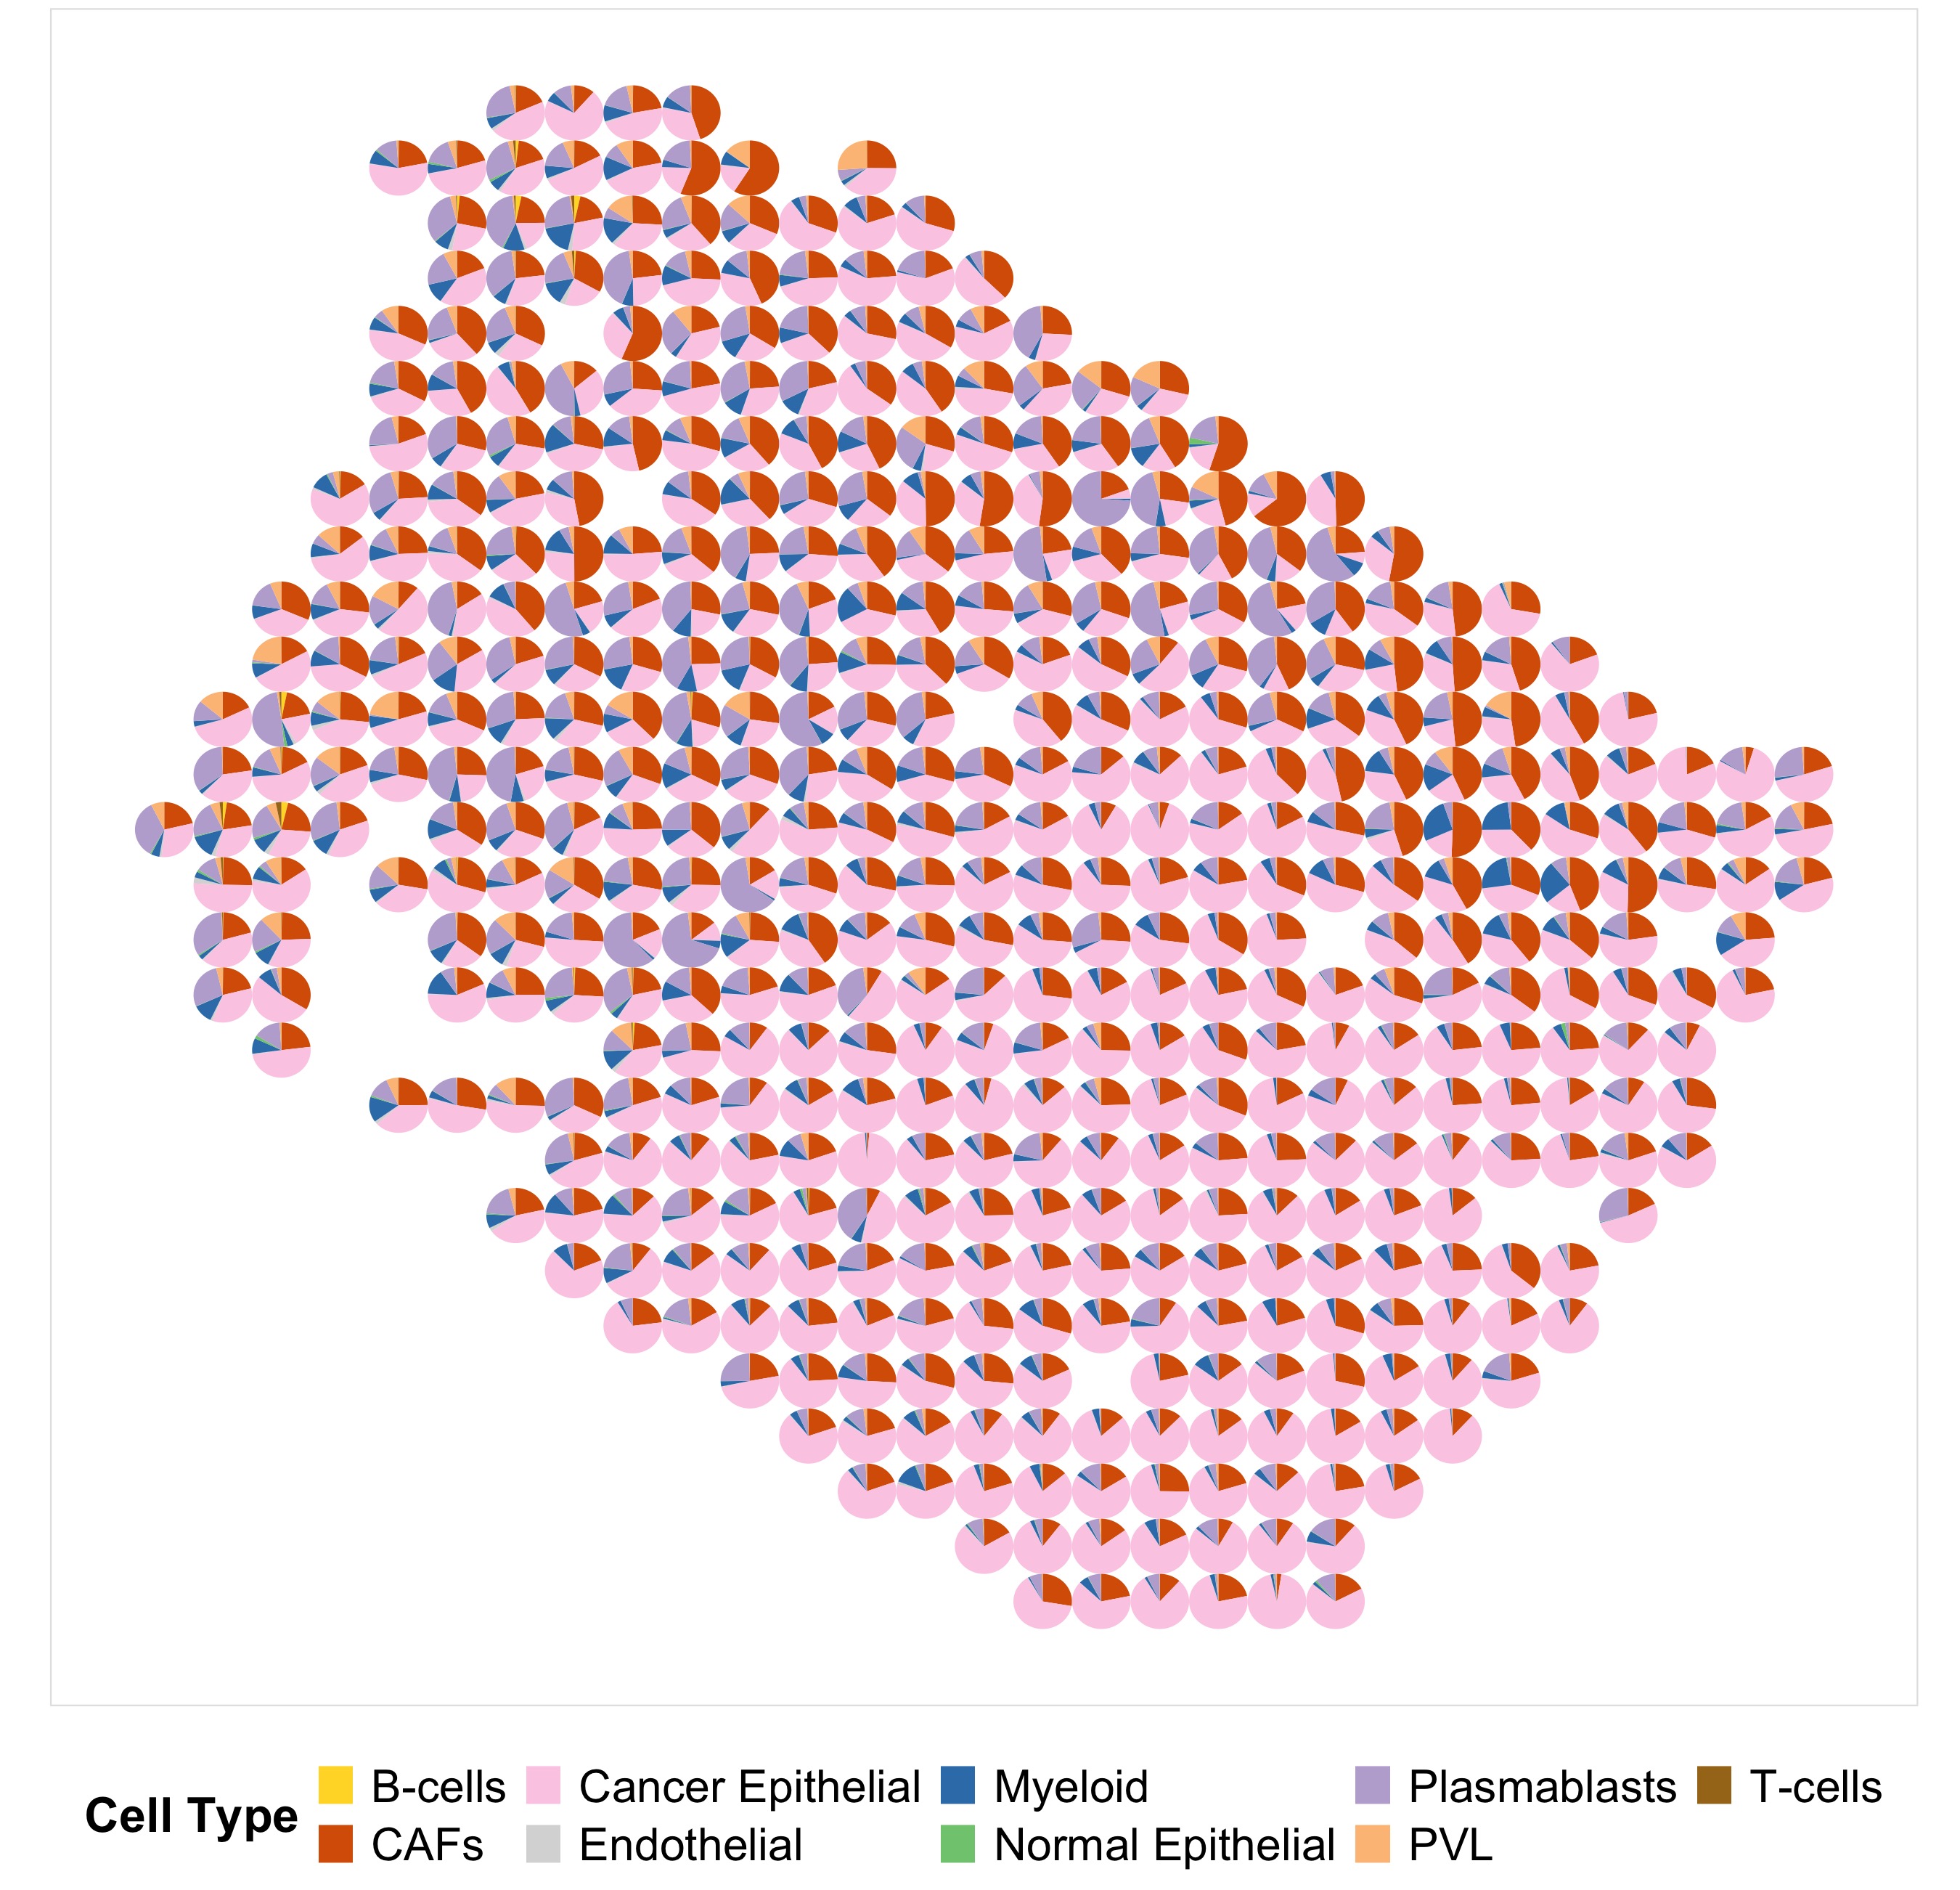 Cell Type
B-cells Cancer Epithelial Myeloid Plasmablasts T-cells
CAFs Endothelial Normal Epithelial PVL